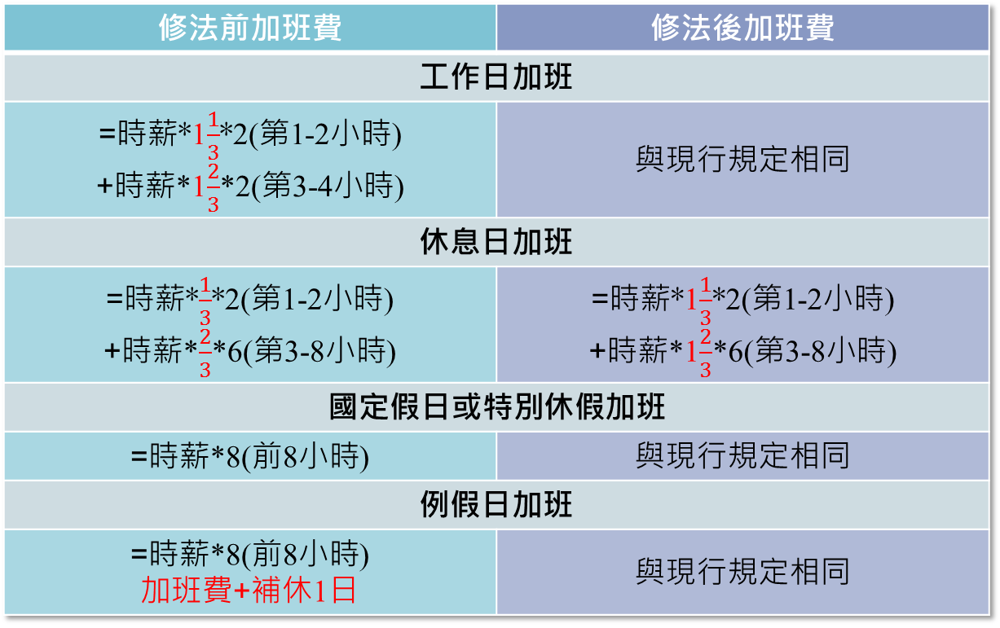 修法前加班費
修法後加班費
工作日加班
=時薪*1 1/3*2(第1-2小時)
+時薪*1 2/3*2(第3-4小時)
與現行規定相同
休息日加班
=時薪*1/3*2(第1-2小時)
+時薪*2/3*6(第3-8小時)
=時薪*1 1/3*2(第1-2小時)
+時薪*1 2/3*6(第3-8小時)
國定假日或特別休假加班
=時薪*8(前8小時)
與現行規定相同
例假日加班
=時薪*8(前8小時)
加班費+補休1日
與現行規定相同